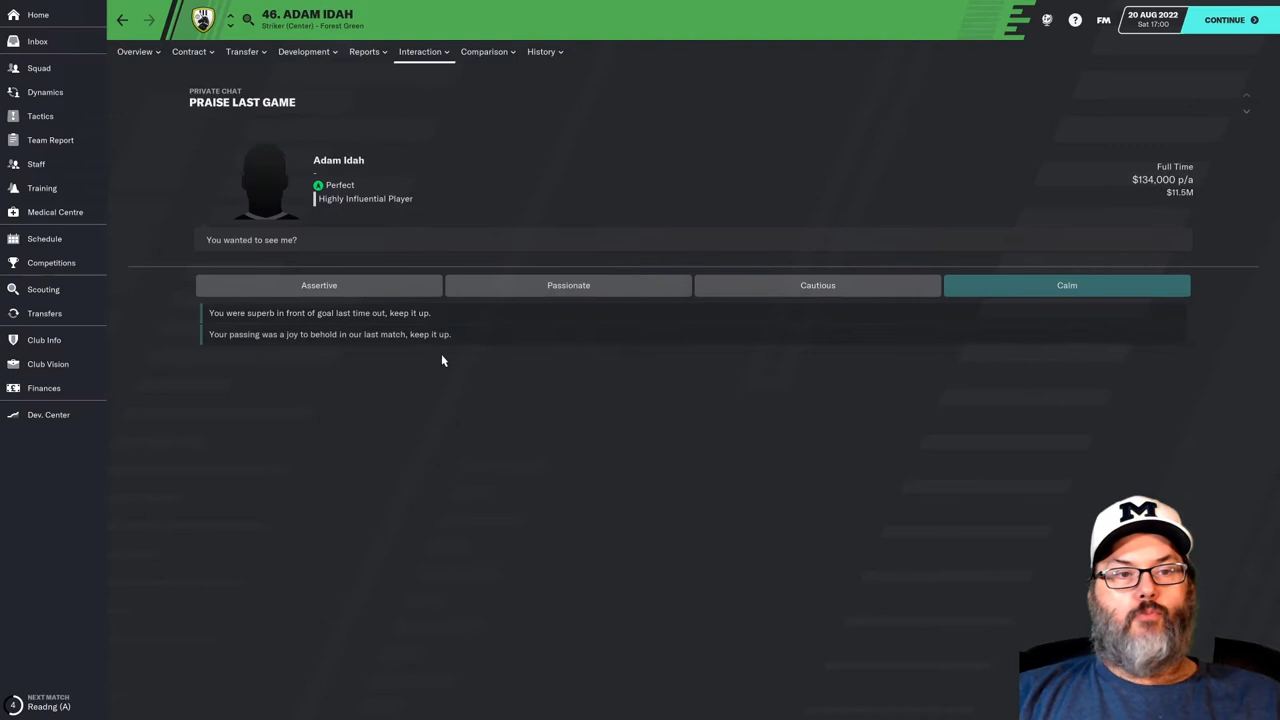 46. ADAM IDAH
Striker (Center) - Forest Green
FM
20 AUG 2022
Sat 17:00
CONTINUE
Home
Inbox
Squad
Dynamics
Tactics
Team Report
Staff
Training
Medical Centre
Schedule
Competitions
Scouting
Transfers
Club Info
Club Vision
Finances
Dev. Center
4
NEXT MATCH
Readng (A)
Overview
Contract
Transfer
Development
Reports
Interaction
Comparison
History
PRIVATE CHAT
PRAISE LAST GAME
Adam Idah
-
Perfect
Highly Influential Player
Full Time
$134,000 p/a
$11.5M
You wanted to see me?
Assertive
Passionate
Cautious
Calm
You were superb in front of goal last time out, keep it up.
Your passing was a joy to behold in our last match, keep it up.
M